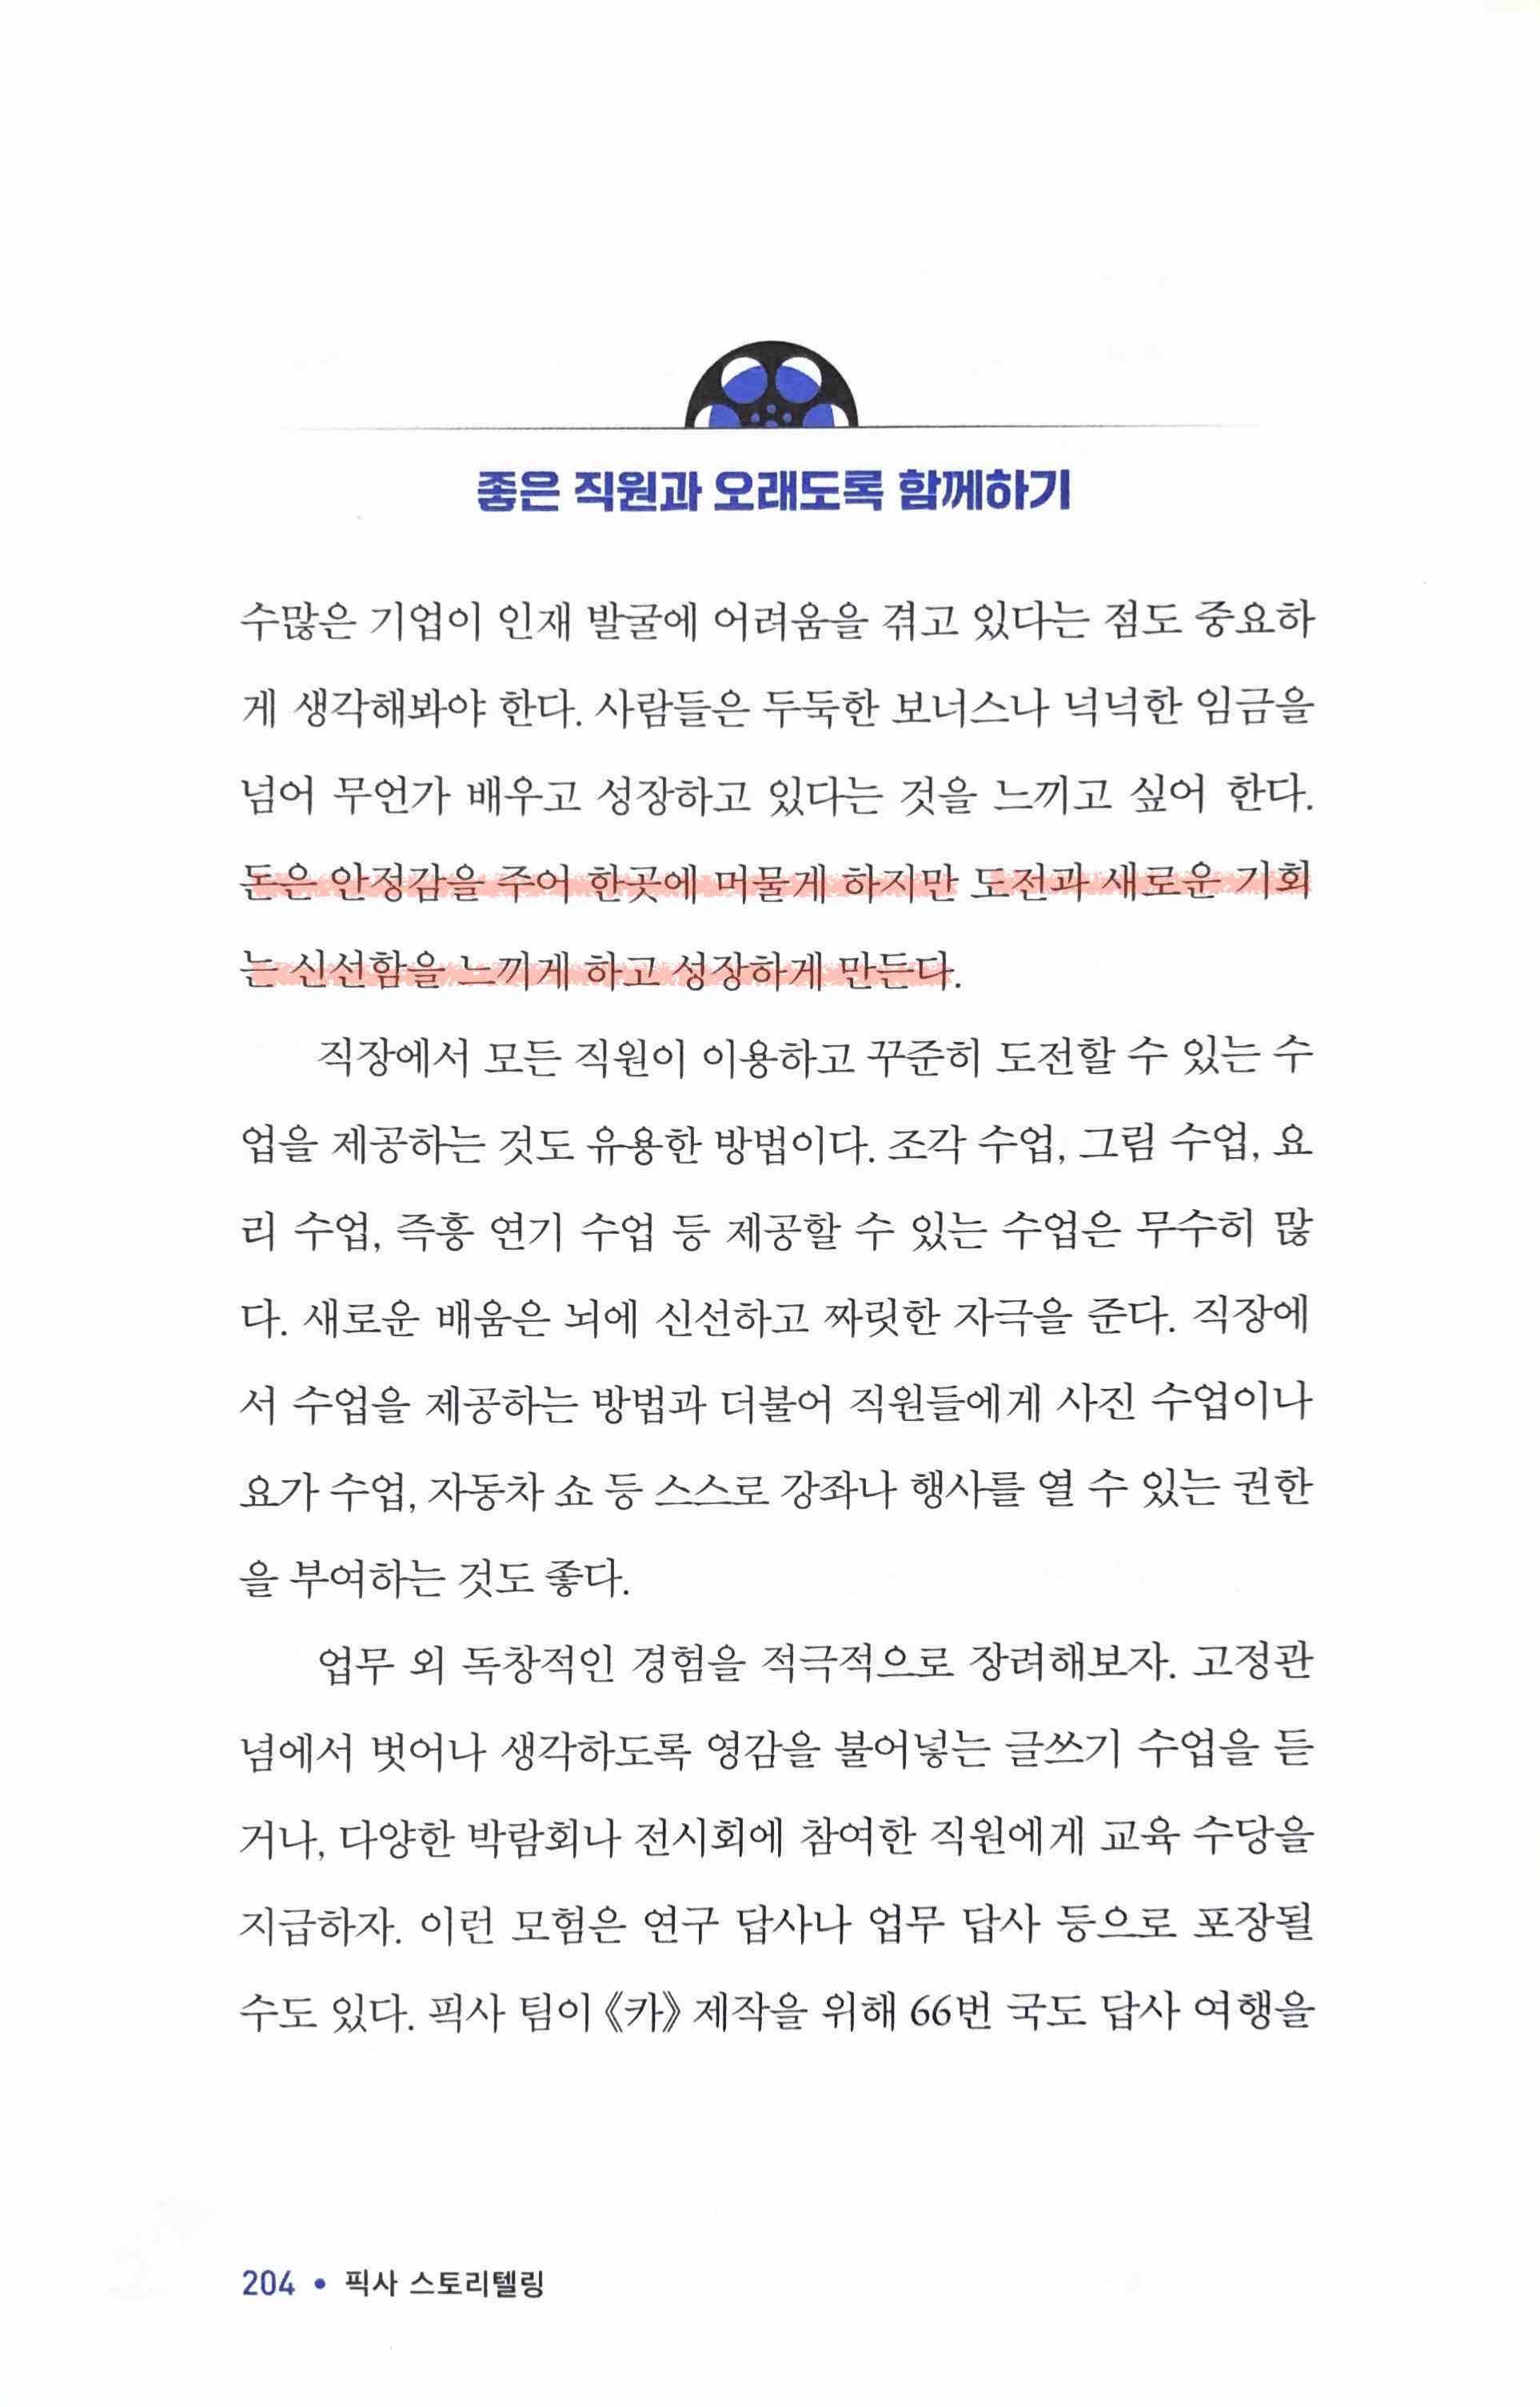 좋은 직원과 오래도록 함께하기
수많은 기업이 인재 발굴에 어려움을 겪고 있다는 점도 중요하
게 생각해봐야 한다. 사람들은 두둑한 보너스나 넉넉한 임금을
넘어 무언가 배우고 성장하고 있다는 것을 느끼고 싶어 한다.
돈은 안정감을 주어 한곳에 머물게 하지만 도전과 새로운 기회
는 신선함을 느끼게 하고 성장하게 만든다.
직장에서 모든 직원이 이용하고 꾸준히 도전할 수 있는 수
업을 제공하는 것도 유용한 방법이다. 조각 수업, 그림 수업, 요
리 수업, 즉흥 연기 수업 등 제공할 수 있는 수업은 무수히 많
다. 새로운 배움은 뇌에 신선하고 짜릿한 자극을 준다. 직장에
서 수업을 제공하는 방법과 더불어 직원들에게 사진 수업이나
요가 수업, 자동차 쇼 등 스스로 강좌나 행사를 열 수 있는 권한
을 부여하는 것도 좋다.
업무 외 독창적인 경험을 적극적으로 장려해보자. 고정관
념에서 벗어나 생각하도록 영감을 불어넣는 글쓰기 수업을 듣
거나, 다양한 박람회나 전시회에 참여한 직원에게 교육 수당을
지급하자. 이런 모험은 연구 답사나 업무 답사 등으로 포장될
수도 있다. 픽사 팀이 《카》 제작을 위해 66번 국도 답사 여행을
204 • 픽사 스토리텔링